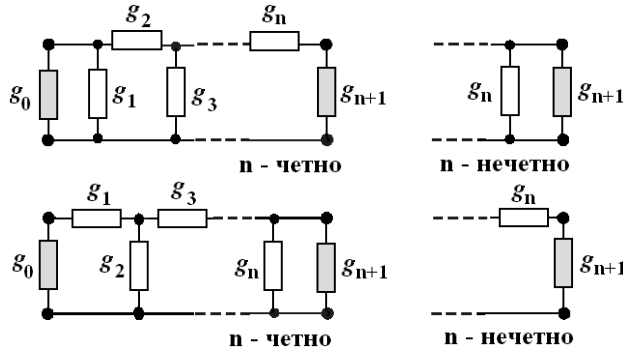 g2 gn
g0 g1 g3 gn+1 gn gn+1
n - четно n - нечетно
g1 g3 gn
g0 g2 gn gn+1 gn+1
n - четно n - нечетно